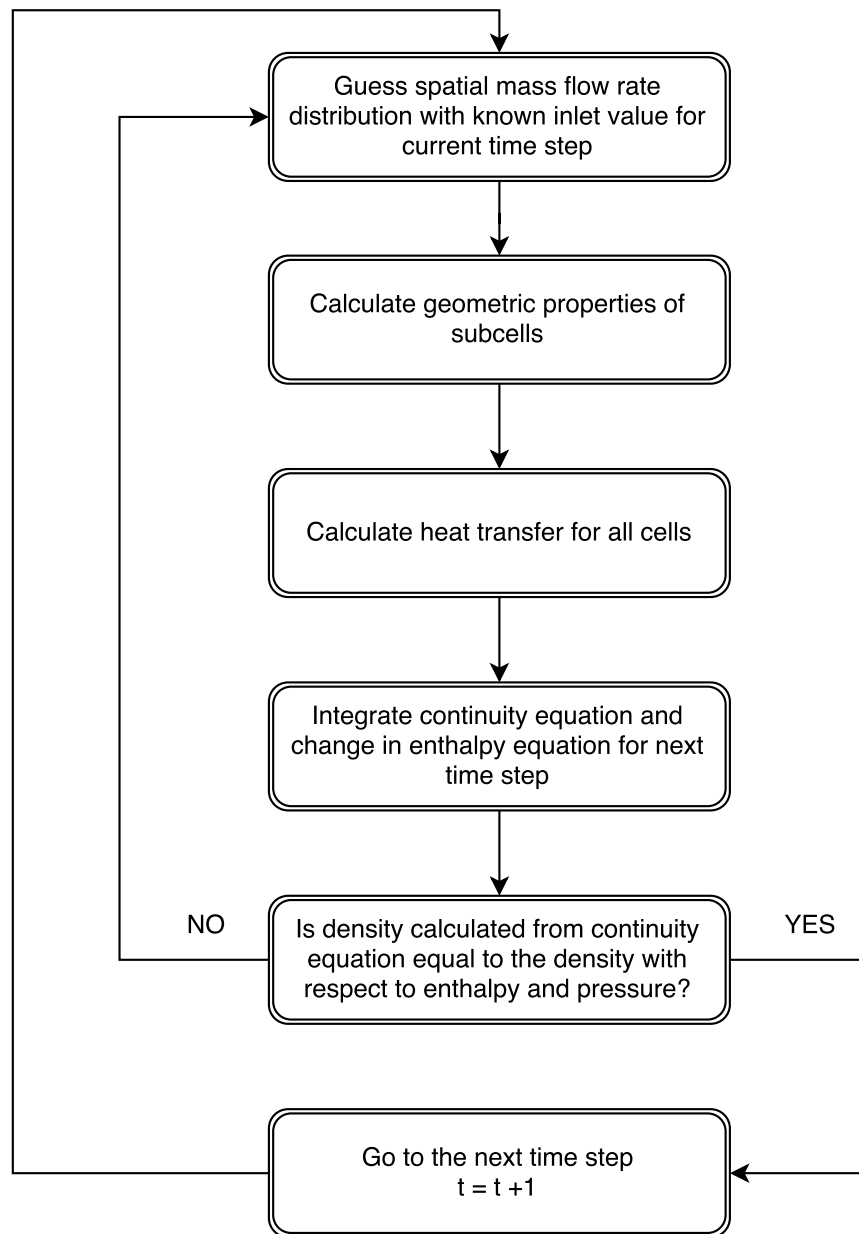 Guess spatial mass flow rate
distribution with known inlet value for
current time step
Calculate geometric properties of
subcells
Calculate heat transfer for all cells
Integrate continuity equation and
change in enthalpy equation for next
time step
NO
Is density calculated from continuity
equation equal to the density with
respect to enthalpy and pressure?
YES
Go to the next time step
t = t +1